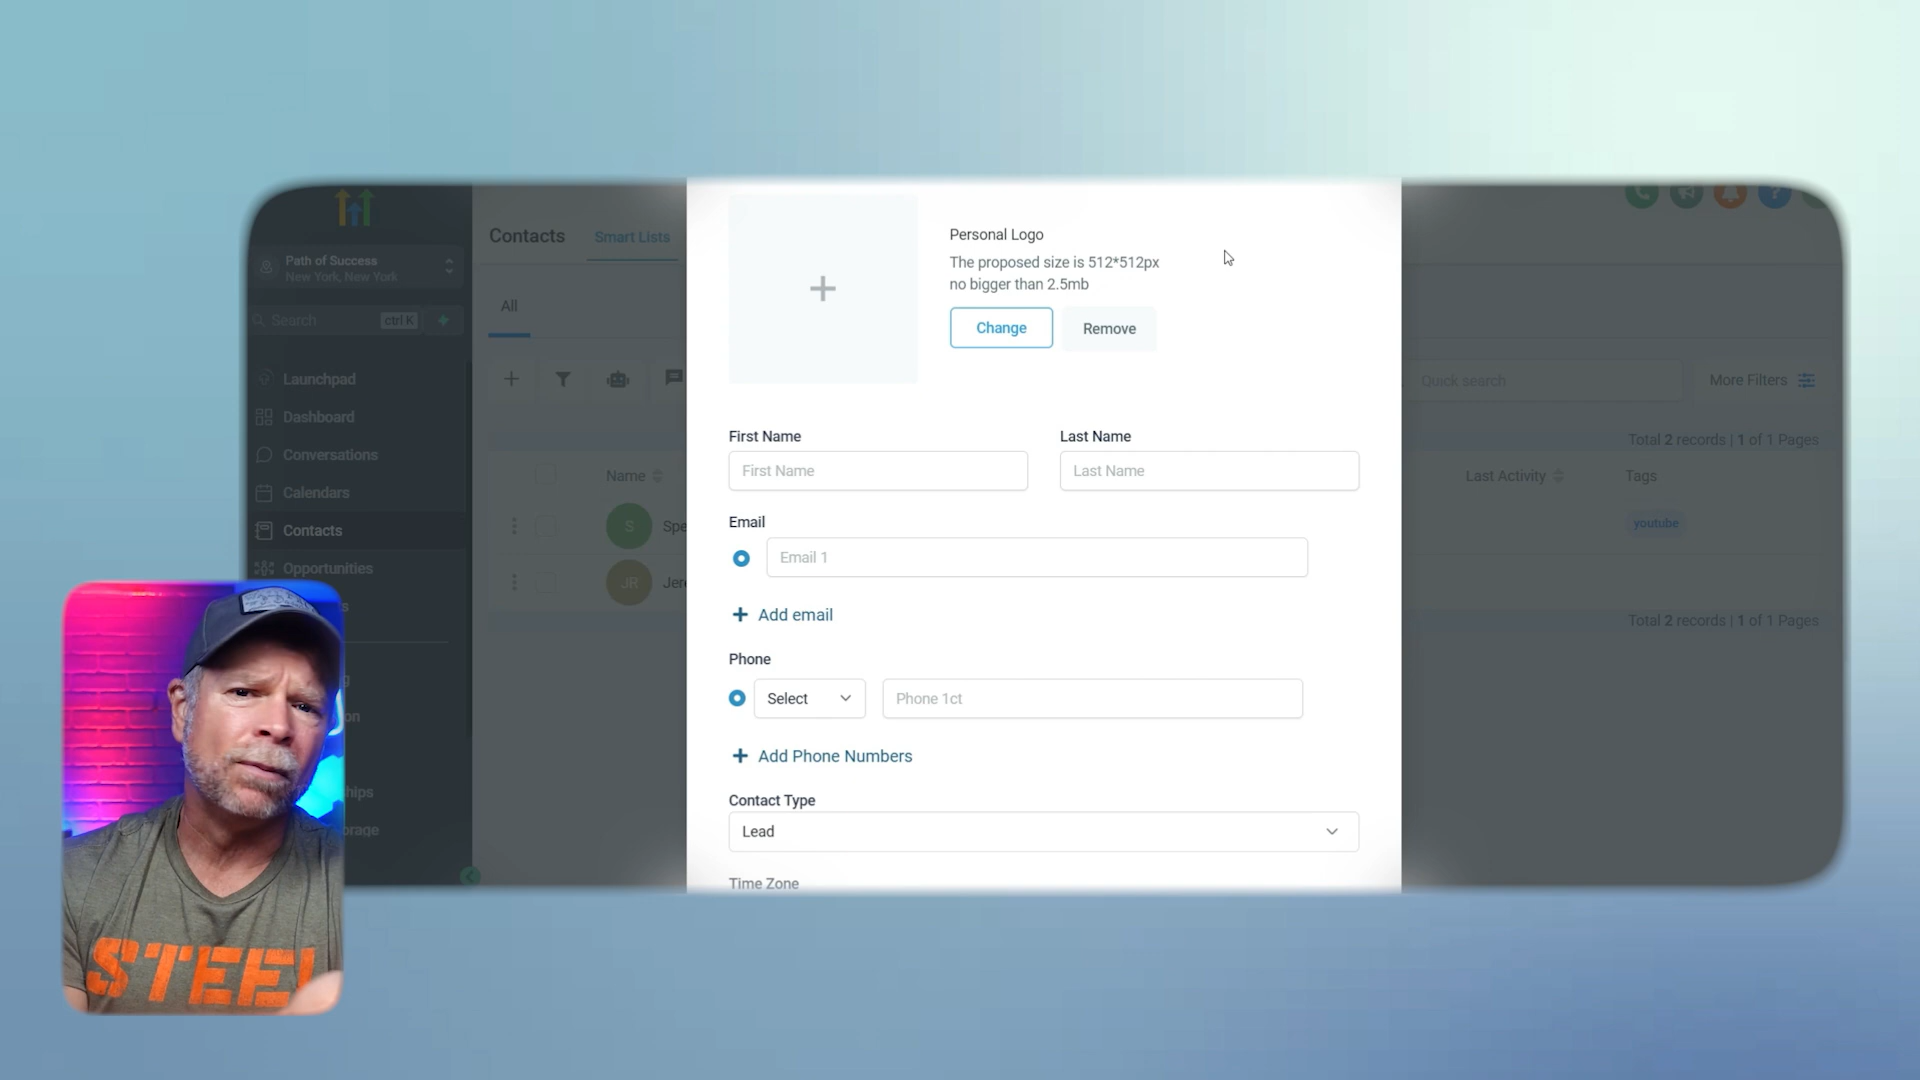 Path of Success
New York, New York
Search
ctrl K
Launchpad
Dashboard
Conversations
Calendars
Contacts
Opportunities
Contacts
Smart Lists
All
Name
S
Spe
JR
Jer
Personal Logo
The proposed size is 512*512px
no bigger than 2.5mb
Change
Remove
First Name
Last Name
First Name
Last Name
Email
Email 1
Add email
Phone
Select
Phone 1ct
Add Phone Numbers
Contact Type
Lead
Time Zone
Quick search
More Filters
Total 2 records | 1 of 1 Pages
Last Activity
Tags
youtube
Total 2 records | 1 of 1 Pages
STEEL